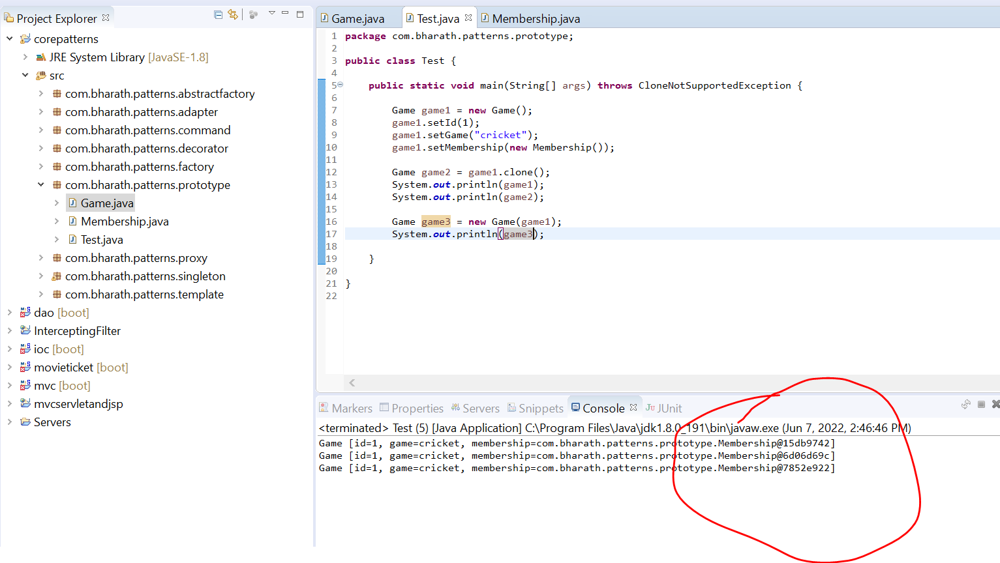 Project Explorer
corepatterns
JRE System Library [JavaSE-1.8]
src
com.bharath.patterns.abstractfactory
com.bharath.patterns.adapter
com.bharath.patterns.command
com.bharath.patterns.decorator
com.bharath.patterns.factory
com.bharath.patterns.prototype
Game.java
Membership.java
Test.java
com.bharath.patterns.proxy
com.bharath.patterns.singleton
com.bharath.patterns.template
dao [boot]
InterceptingFilter
ioc [boot]
movieticket [boot]
mvc [boot]
mvcservletandjsp
Servers
Game.java Test.java Membership.java
1 package com.bharath.patterns.prototype;
2
3 public class Test {
4
5 public static void main(String[] args) throws CloneNotSupportedException {
6
7 Game game1 = new Game();
8 game1.setId(1);
9 game1.setGame("cricket");
10 game1.setMembership(new Membership());
11
12 Game game2 = game1.clone();
13 System.out.println(game1);
14 System.out.println(game2);
15
16 Game game3 = new Game(game1);
17 System.out.println(game3);
18
19 }
20
21 }
22
Markers Properties Servers Snippets Console JUnit
<terminated> Test (5) [Java Application] C:\Program Files\Java\jdk1.8.0_191\bin\javaw.exe (Jun 7, 2022, 2:46:46 PM)
Game [id=1, game=cricket, membership=com.bharath.patterns.prototype.Membership@15db9742]
Game [id=1, game=cricket, membership=com.bharath.patterns.prototype.Membership@6d06d69c]
Game [id=1, game=cricket, membership=com.bharath.patterns.prototype.Membership@7852e922]